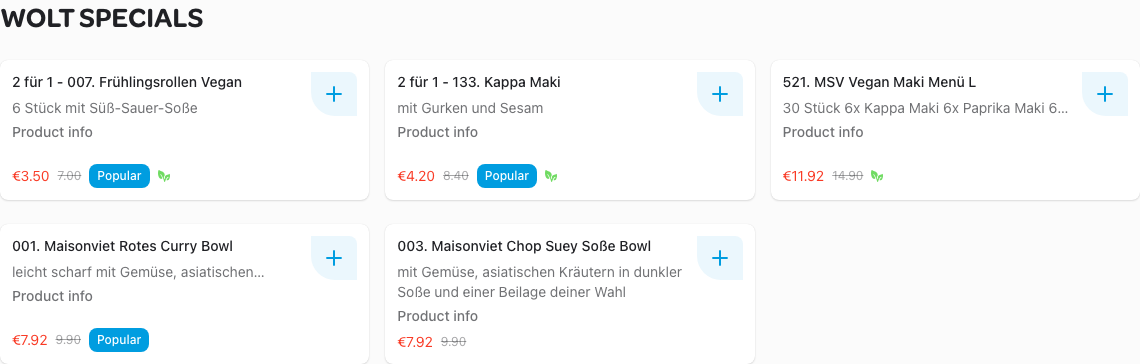 WOLT SPECIALS
2 für 1 - 007. Frühlingsrollen Vegan
6 Stück mit Süß-Sauer-Soße
Product info
€3.50 7.00 Popular
2 für 1 - 133. Kappa Maki
mit Gurken und Sesam
Product info
€4.20 8.40 Popular
521. MSV Vegan Maki Menü L
30 Stück 6x Kappa Maki 6x Paprika Maki 6...
Product info
€11.92 14.90
001. Maisonviet Rotes Curry Bowl
leicht scharf mit Gemüse, asiatischen...
Product info
€7.92 9.90 Popular
003. Maisonviet Chop Suey Soße Bowl
mit Gemüse, asiatischen Kräutern in dunkler
Soße und einer Beilage deiner Wahl
Product info
€7.92 9.90